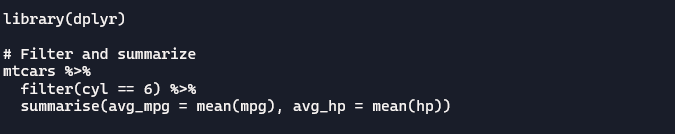 library(dplyr)

# Filter and summarize
mtcars %>%
  filter(cyl == 6) %>%
  summarise(avg_mpg = mean(mpg), avg_hp = mean(hp))